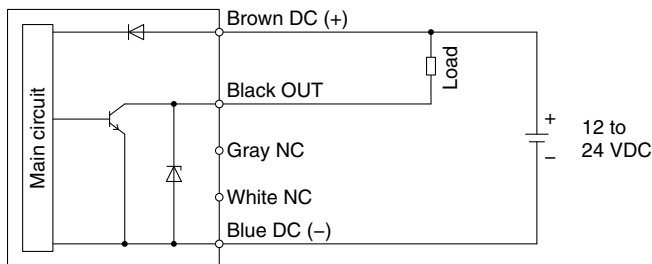 Brown DC (+)
Main circuit
Black OUT
Load
Gray NC
White NC
Blue DC (−)
+
−
12 to
24 VDC